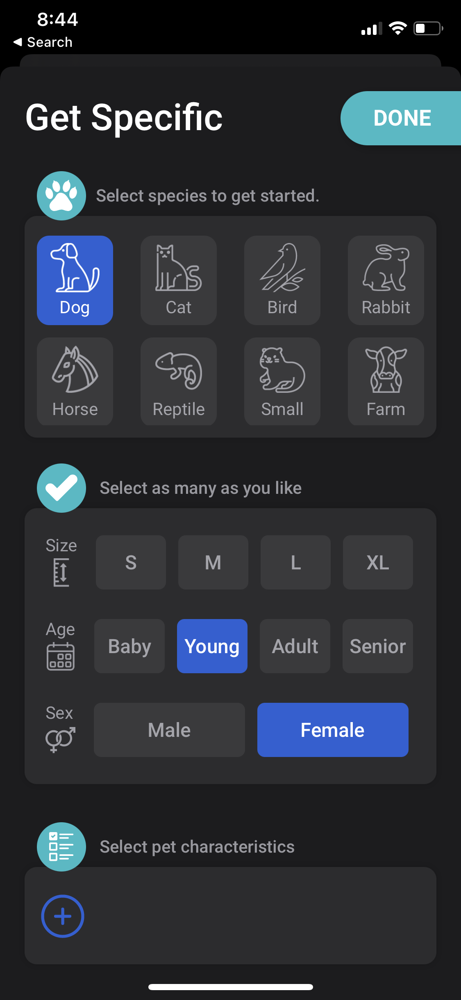 8:44
◀ Search
Get Specific
DONE
Select species to get started.
Dog Cat Bird Rabbit
Horse Reptile Small Farm
Select as many as you like
Size S M L XL
Age Baby Young Adult Senior
Sex Male Female
Select pet characteristics